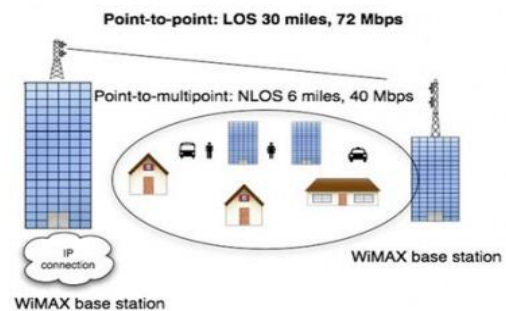 Point-to-point: LOS 30 miles, 72 Mbps
Point-to-multipoint: NLOS 6 miles, 40 Mbps
IP
connection
WiMAX base station
WiMAX base station